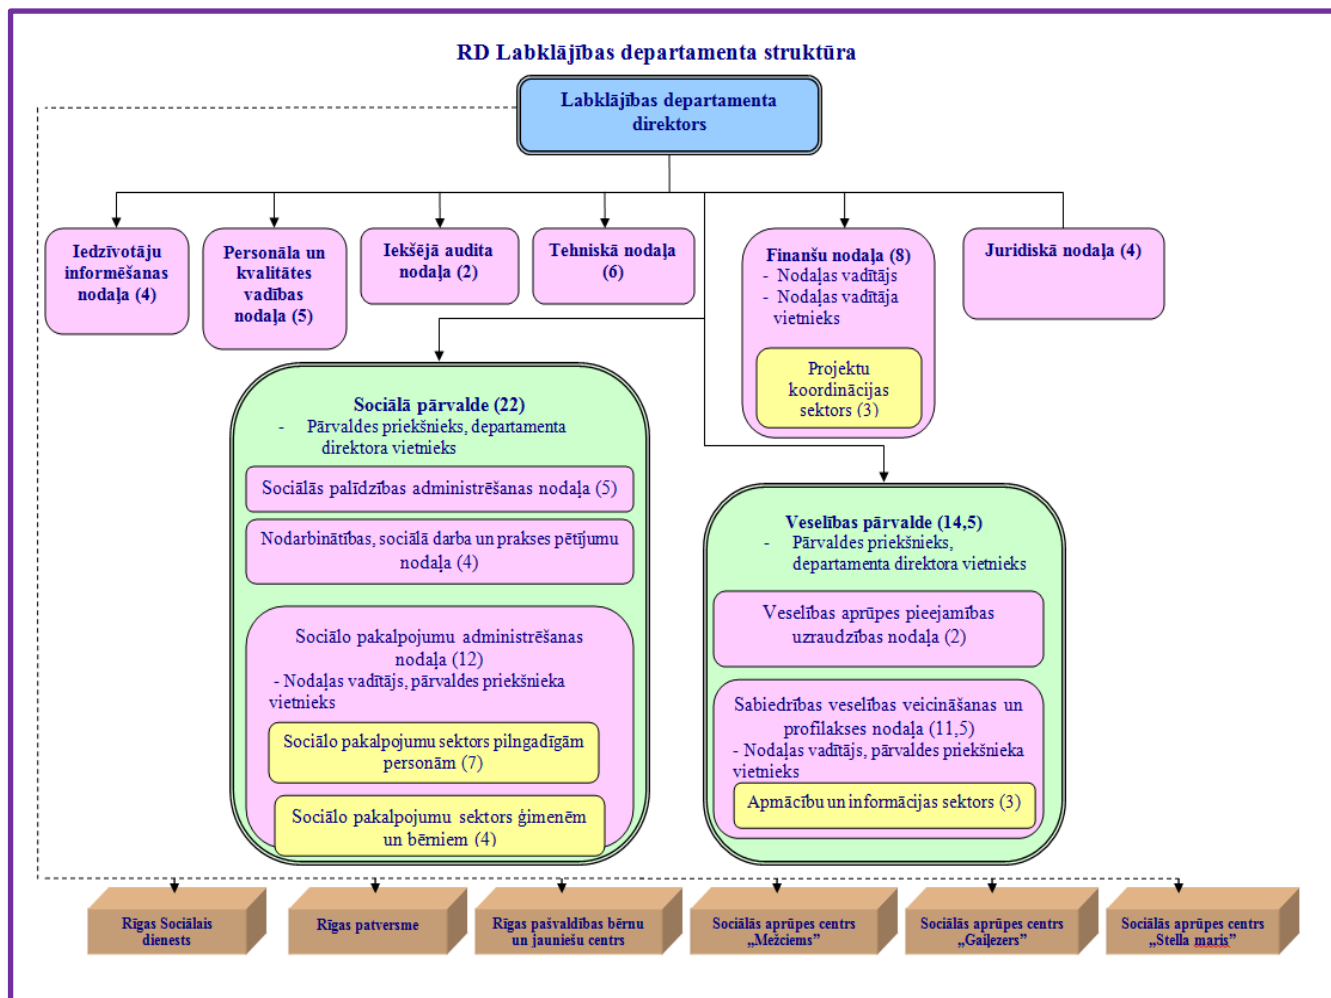 RD Labklājības departamenta struktūra
Labklājības departamenta
direktors
Iedzīvotāju
informēšanas
nodaļa (4)
Personāla un
kvalitātes
vadības
nodaļa (5)
Iekšējā audita
nodaļa (2)
Tehniskā nodaļa
(6)
Finanšu nodaļa (8)
- Nodaļas vadītājs
- Nodaļas vadītāja
vietnieks
Projektu
koordinācijas
sektors (3)
Juridiskā nodaļa (4)
Sociālā pārvalde (22)
- Pārvaldes priekšnieks, departamenta
direktora vietnieks
Sociālās palīdzības administrēšanas nodaļa (5)
Nodarbinātības, sociālā darba un prakses pētījumu
nodaļa (4)
Sociālo pakalpojumu administrēšanas
nodaļa (12)
- Nodaļas vadītājs, pārvaldes priekšnieka
vietnieks
Sociālo pakalpojumu sektors pilngadīgām
personām (7)
Sociālo pakalpojumu sektors ģimenēm
un bērniem (4)
Veselības pārvalde (14,5)
- Pārvaldes priekšnieks,
departamenta direktora vietnieks
Veselības aprūpes pieejamības
uzraudzības nodaļa (2)
Sabiedrības veselības veicināšanas un
profilakses nodaļa (11,5)
- Nodaļas vadītājs, pārvaldes priekšnieka
vietnieks
Apmācību un informācijas sektors (3)
Rīgas Sociālais
dienests
Rīgas patversme
Rīgas pašvaldības bērnu
un jauniešu centrs
Sociālās aprūpes centrs
„Mežciems”
Sociālās aprūpes centrs
„Gaiļezers”
Sociālās aprūpes centrs
„Stella maris”